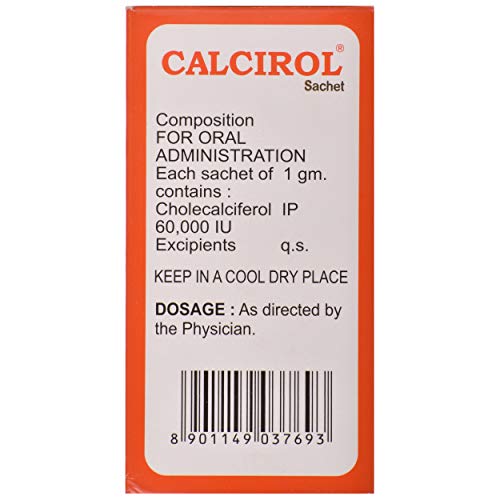 CALCIROL®
Sachet
Composition
FOR ORAL
ADMINISTRATION
Each sachet of 1 gm.
contains :
Cholecalciferol IP
60,000 IU
Excipients q.s.
KEEP IN A COOL DRY PLACE
DOSAGE : As directed by
the Physician.
8 901149 037693